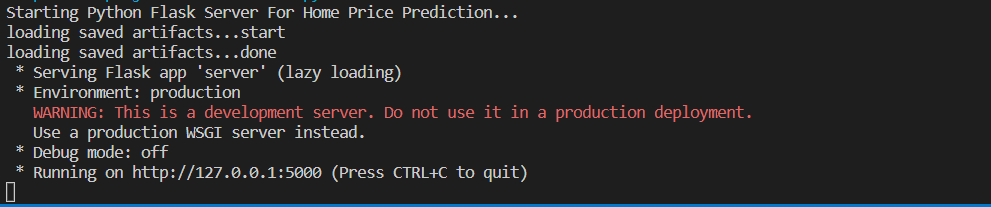 Starting Python Flask Server For Home Price Prediction...
loading saved artifacts...start
loading saved artifacts...done
 * Serving Flask app 'server' (lazy loading)
 * Environment: production
   WARNING: This is a development server. Do not use it in a production deployment.
   Use a production WSGI server instead.
 * Debug mode: off
 * Running on http://127.0.0.1:5000 (Press CTRL+C to quit)